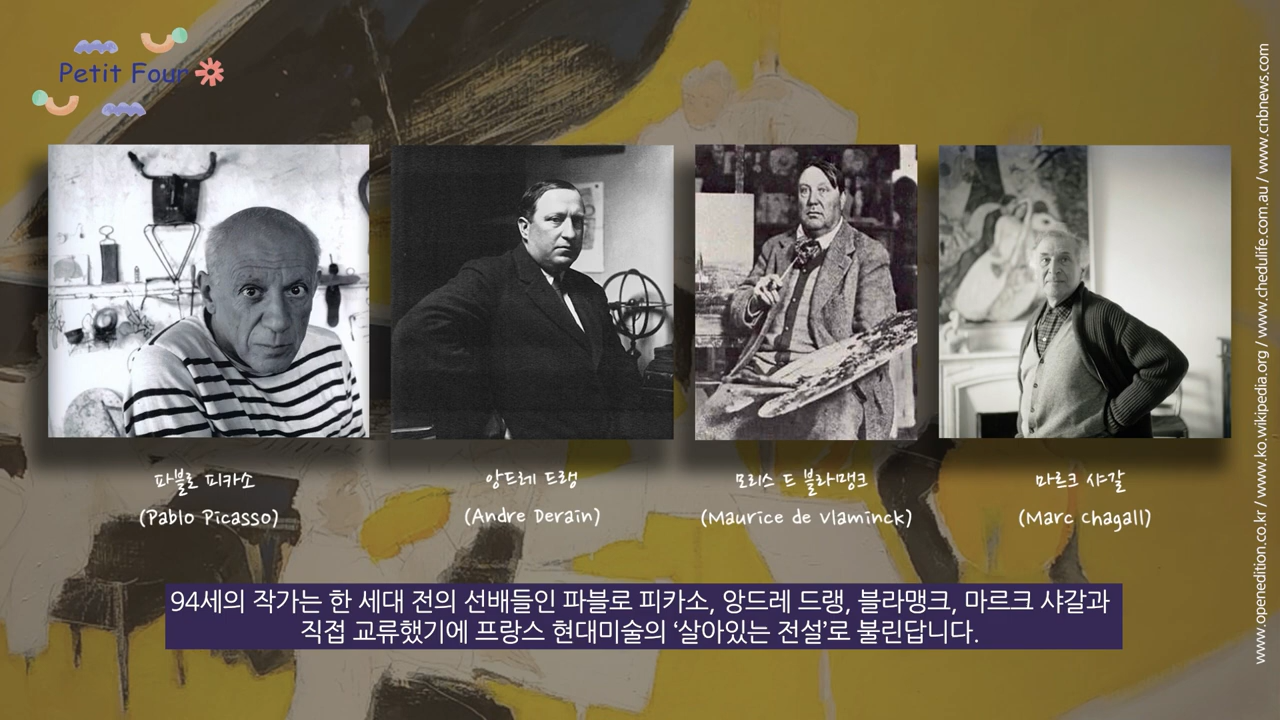 Petit Four
파블로 피카소
(Pablo Picasso)
앙드레 드랭
(Andre Derain)
모리스 드 블라맹크
(Maurice de Vlaminck)
마르크 샤갈
(Marc Chagall)
94세의 작가는 한 세대 전의 선배들인 파블로 피카소, 앙드레 드랭, 블라맹크, 마르크 샤갈과
직접 교류했기에 프랑스 현대미술의 ‘살아있는 전설’로 불린답니다.
www.openedition.co.kr / www.ko.wikipedia.org / www.chedulife.com.au / www.cnbnews.com